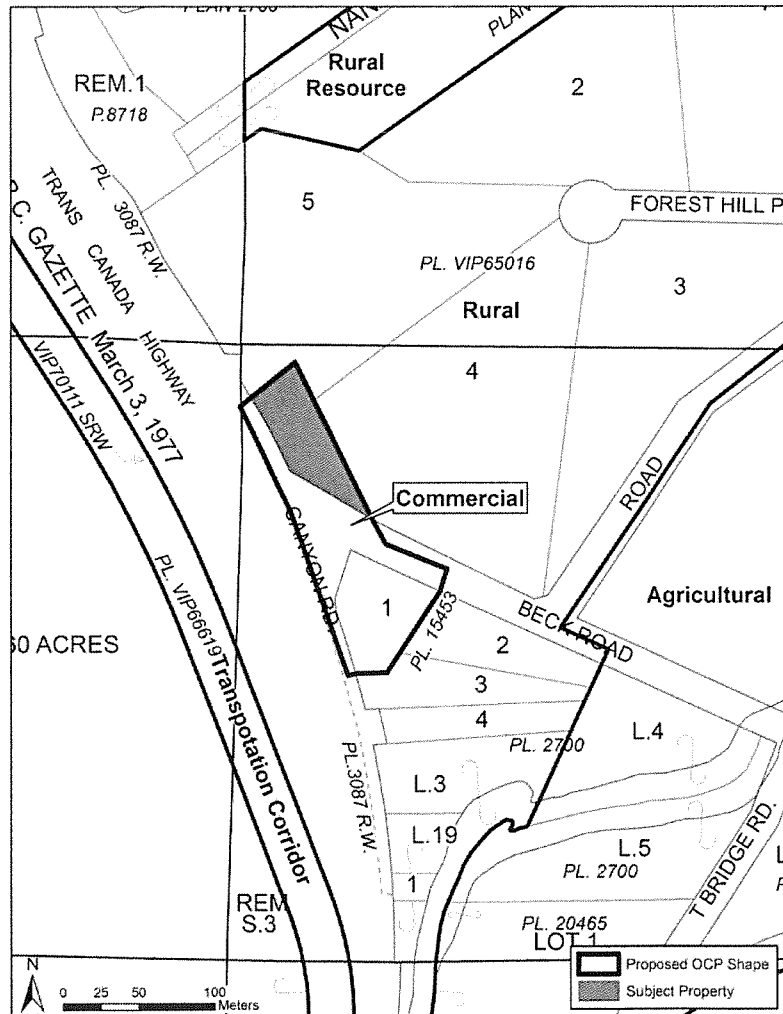 REM.1
P.8718
Rural
Resource
2
5
PL. 3087 R.W.
TRANS CANADA HIGHWAY
B.C. GAZETTE March 3, 1977
VIP70111 SRW
FOREST HILL P
PL. VIP65016
3
Rural
4
Commercial
CANYON RD.
ROAD
Agricultural
1
PL. 15453
BECK ROAD
2
3
4
PL. 2700
L.4
60 ACRES
PL. VIP66619
Transpotation Corridor
PL.3087 R.W.
L.3
L.19
1
L.5
PL. 2700
T BRIDGE RD.
REM
S.3
PL. 20465
LOT 1
N
0 25 50 100
Meters
Proposed OCP Shape
Subject Property